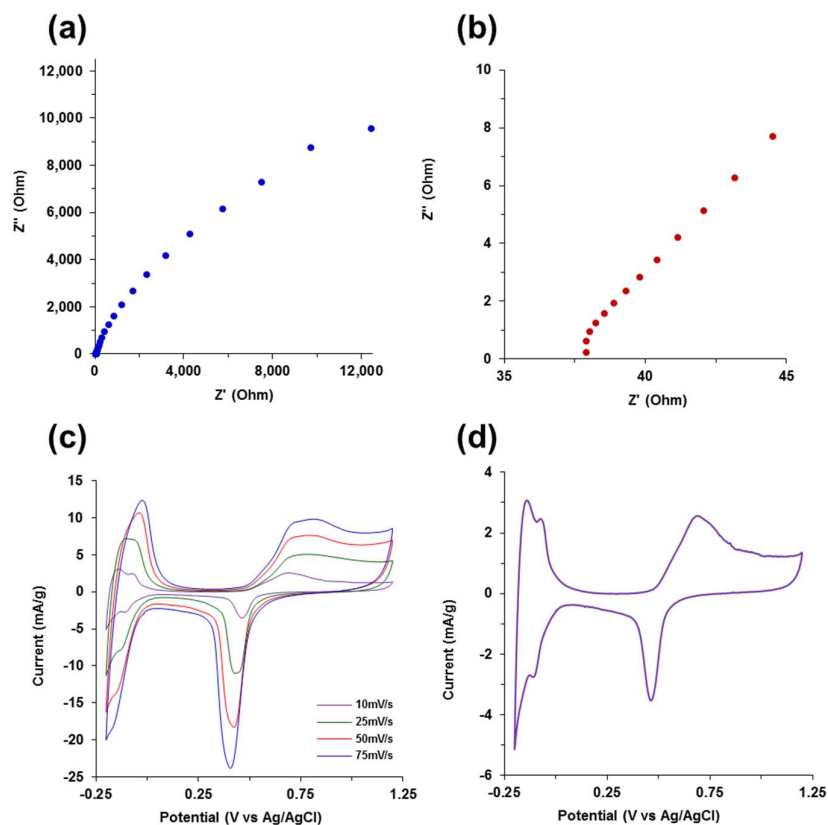 (a)
12,000
10,000
8,000
6,000
4,000
2,000
0
Z'' (Ohm)
0
4,000
8,000
12,000
Z' (Ohm)
(b)
10
8
6
4
2
0
Z'' (Ohm)
35
40
45
Z' (Ohm)
(c)
15
10
5
0
-5
-10
-15
-20
-25
Current (mA/g)
10mV/s
25mV/s
50mV/s
75mV/s
-0.25
0.25
0.75
1.25
Potential (V vs Ag/AgCl)
(d)
4
2
0
-2
-4
-6
Current (mA/g)
-0.25
0.25
0.75
1.25
Potential (V vs Ag/AgCl)